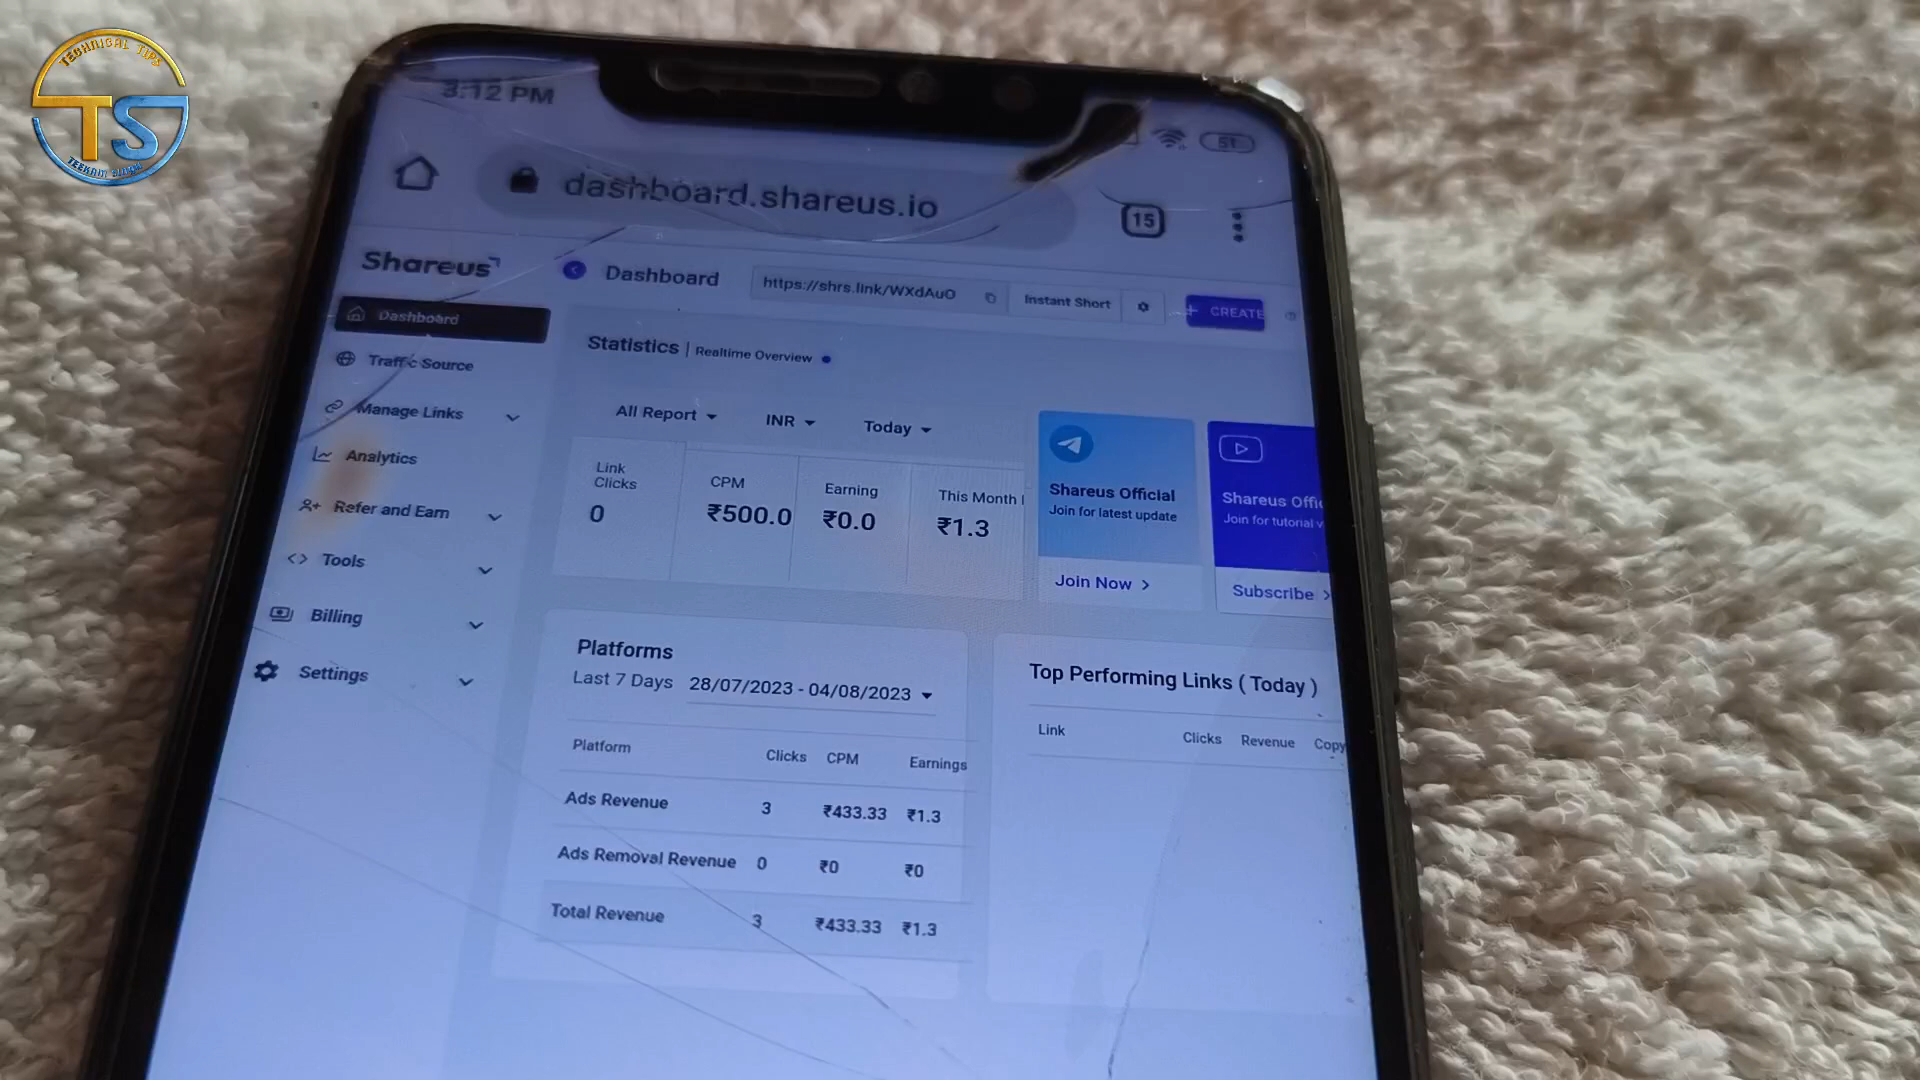 TECHNICAL TIPS
TS
3:12 PM
51
dashboard.shareus.io
15
Shareus
Dashboard
https://shrs.link/WXdAuO
Instant Short
+ CREATE
Dashboard
Traffic Source
Manage Links
Analytics
Refer and Earn
Tools
Billing
Settings
Statistics | Realtime Overview
All Report
INR
Today
Link Clicks
0
CPM
₹500.0
Earning
₹0.0
This Month
₹1.3
Shareus Official
Join for latest update
Join Now >
Shareus Offi
Join for tutorial v
Subscribe >
Platforms
Last 7 Days 28/07/2023 - 04/08/2023
Platform Clicks CPM Earnings
Ads Revenue 3 ₹433.33 ₹1.3
Ads Removal Revenue 0 ₹0 ₹0
Total Revenue 3 ₹433.33 ₹1.3
Top Performing Links ( Today )
Link Clicks Revenue Copy